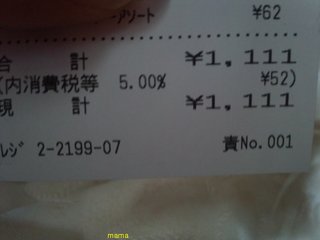 アソート ¥62
合 計 ¥1,111
(内消費税等 5.00% ¥52)
現 計 ¥1,111
レジ 2-2199-07 責No.001
mama